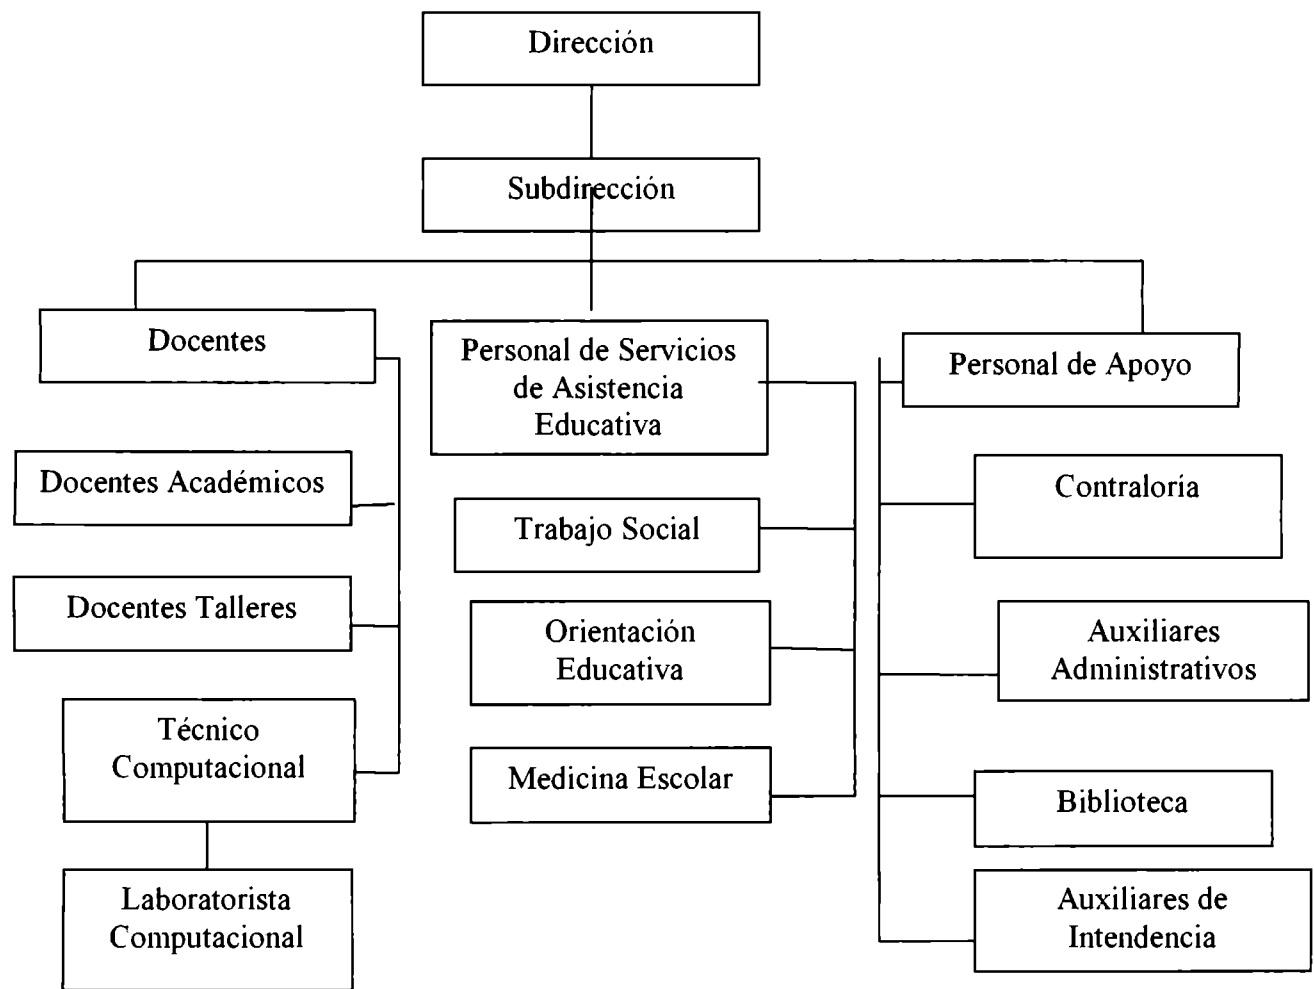 Dirección
Subdirección
Docentes
Personal de Servicios
de Asistencia
Educativa
Personal de Apoyo
Docentes Académicos
Contraloría
Trabajo Social
Docentes Talleres
Orientación
Educativa
Auxiliares
Administrativos
Técnico
Computacional
Medicina Escolar
Biblioteca
Laboratorista
Computacional
Auxiliares de
Intendencia